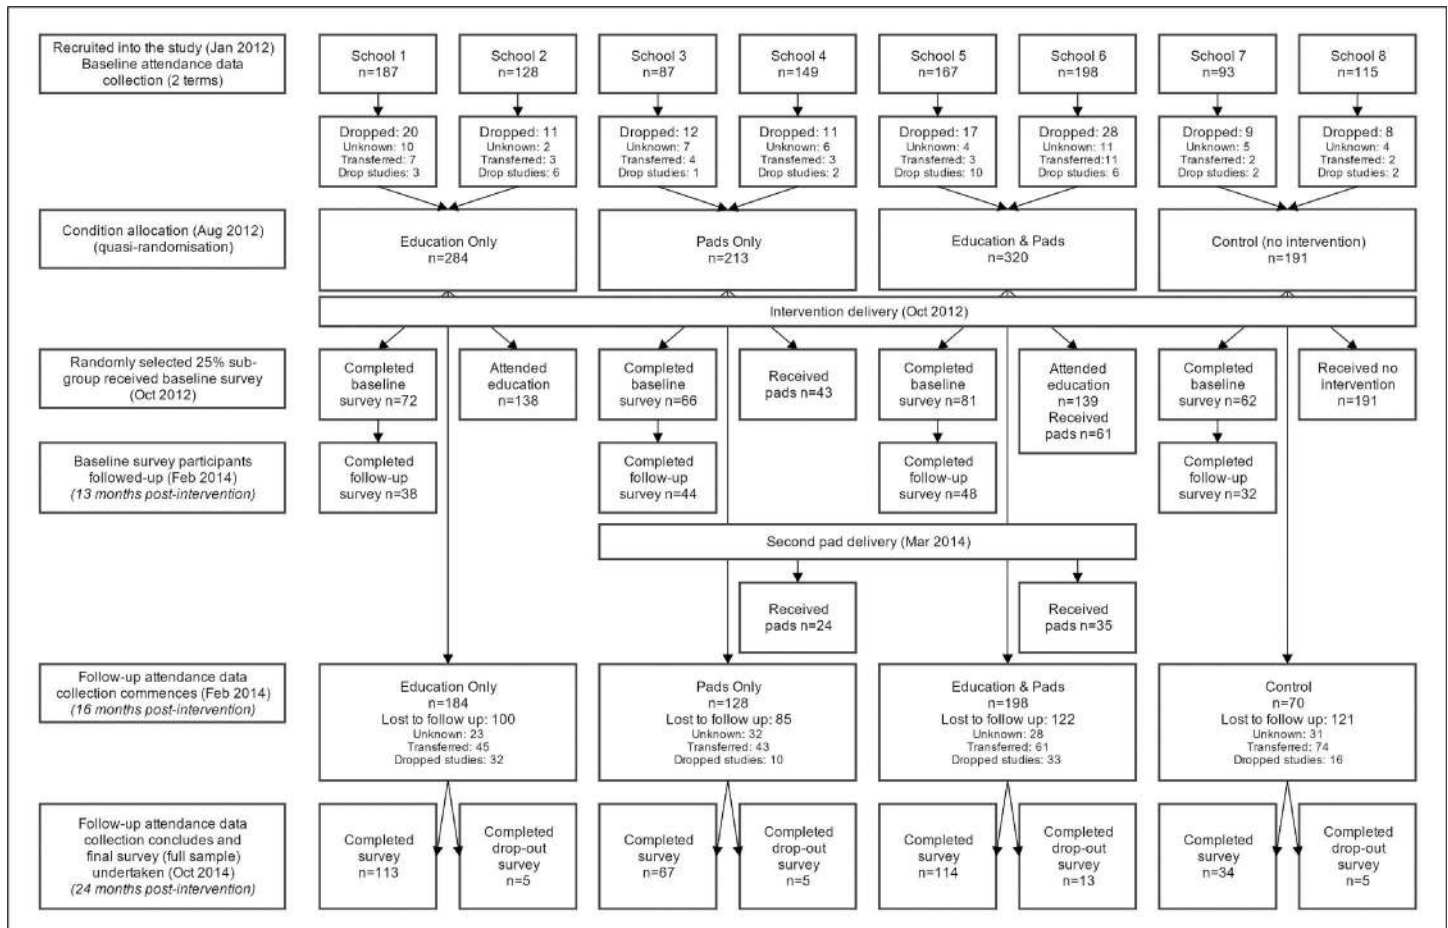 Recruited into the study (Jan 2012)
Baseline attendance data
collection (2 terms)
School 1
n=187
School 2
n=128
School 3
n=87
School 4
n=149
School 5
n=167
School 6
n=198
School 7
n=93
School 8
n=115
Dropped: 20
Unknown: 10
Transferred: 7
Drop studies: 3
Dropped: 11
Unknown: 2
Transferred: 3
Drop studies: 6
Dropped: 12
Unknown: 7
Transferred: 4
Drop studies: 1
Dropped: 11
Unknown: 6
Transferred: 3
Drop studies: 2
Dropped: 17
Unknown: 4
Transferred: 3
Drop studies: 10
Dropped: 28
Unknown: 11
Transferred:11
Drop studies: 6
Dropped: 9
Unknown: 5
Transferred: 2
Drop studies: 2
Dropped: 8
Unknown: 4
Transferred: 2
Drop studies: 2
Condition allocation (Aug 2012)
(quasi-randomisation)
Education Only
n=284
Pads Only
n=213
Education & Pads
n=320
Control (no intervention)
n=191
Intervention delivery (Oct 2012)
Randomly selected 25% sub-
group received baseline survey
(Oct 2012)
Completed
baseline
survey n=72
Attended
education
n=138
Completed
baseline
survey n=66
Received
pads n=43
Completed
baseline
survey n=81
Attended
education
n=139
Received
pads n=61
Completed
baseline
survey n=62
Received no
intervention
n=191
Baseline survey participants
followed-up (Feb 2014)
(13 months post-intervention)
Completed
follow-up
survey n=38
Completed
follow-up
survey n=44
Completed
follow-up
survey n=48
Completed
follow-up
survey n=32
Second pad delivery (Mar 2014)
Received
pads n=24
Received
pads n=35
Follow-up attendance data
collection commences (Feb 2014)
(16 months post-intervention)
Education Only
n=184
Lost to follow up: 100
Unknown: 23
Transferred: 45
Dropped studies: 32
Pads Only
n=128
Lost to follow up: 85
Unknown: 32
Transferred: 43
Dropped studies: 10
Education & Pads
n=198
Lost to follow up: 122
Unknown: 28
Transferred: 61
Dropped studies: 33
Control
n=70
Lost to follow up: 121
Unknown: 31
Transferred: 74
Dropped studies: 16
Follow-up attendance data
collection concludes and
final survey (full sample)
undertaken (Oct 2014)
(24 months post-intervention)
Completed
survey
n=113
Completed
drop-out
survey
n=5
Completed
survey
n=67
Completed
drop-out
survey
n=5
Completed
survey
n=114
Completed
drop-out
survey
n=13
Completed
survey
n=34
Completed
drop-out
survey
n=5